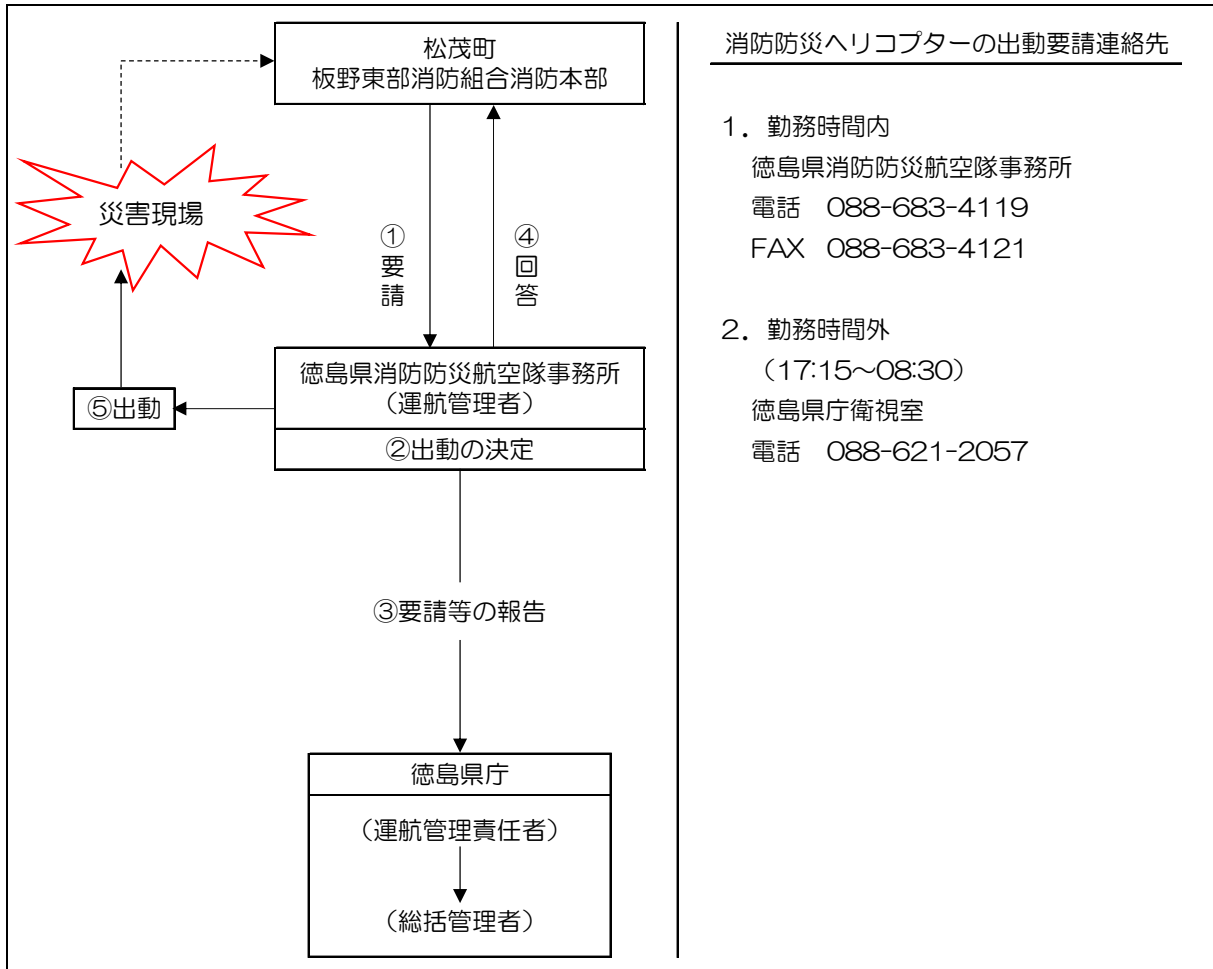 松茂町
板野東部消防組合消防本部
災害現場
①要請
④回答
徳島県消防防災航空隊事務所
（運航管理者）
②出動の決定
⑤出動
③要請等の報告
徳島県庁
（運航管理責任者）
（総括管理者）
消防防災ヘリコプターの出動要請連絡先
１．勤務時間内
徳島県消防防災航空隊事務所
電話　088-683-4119
FAX　088-683-4121
２．勤務時間外
（17:15～08:30）
徳島県庁衛視室
電話　088-621-2057